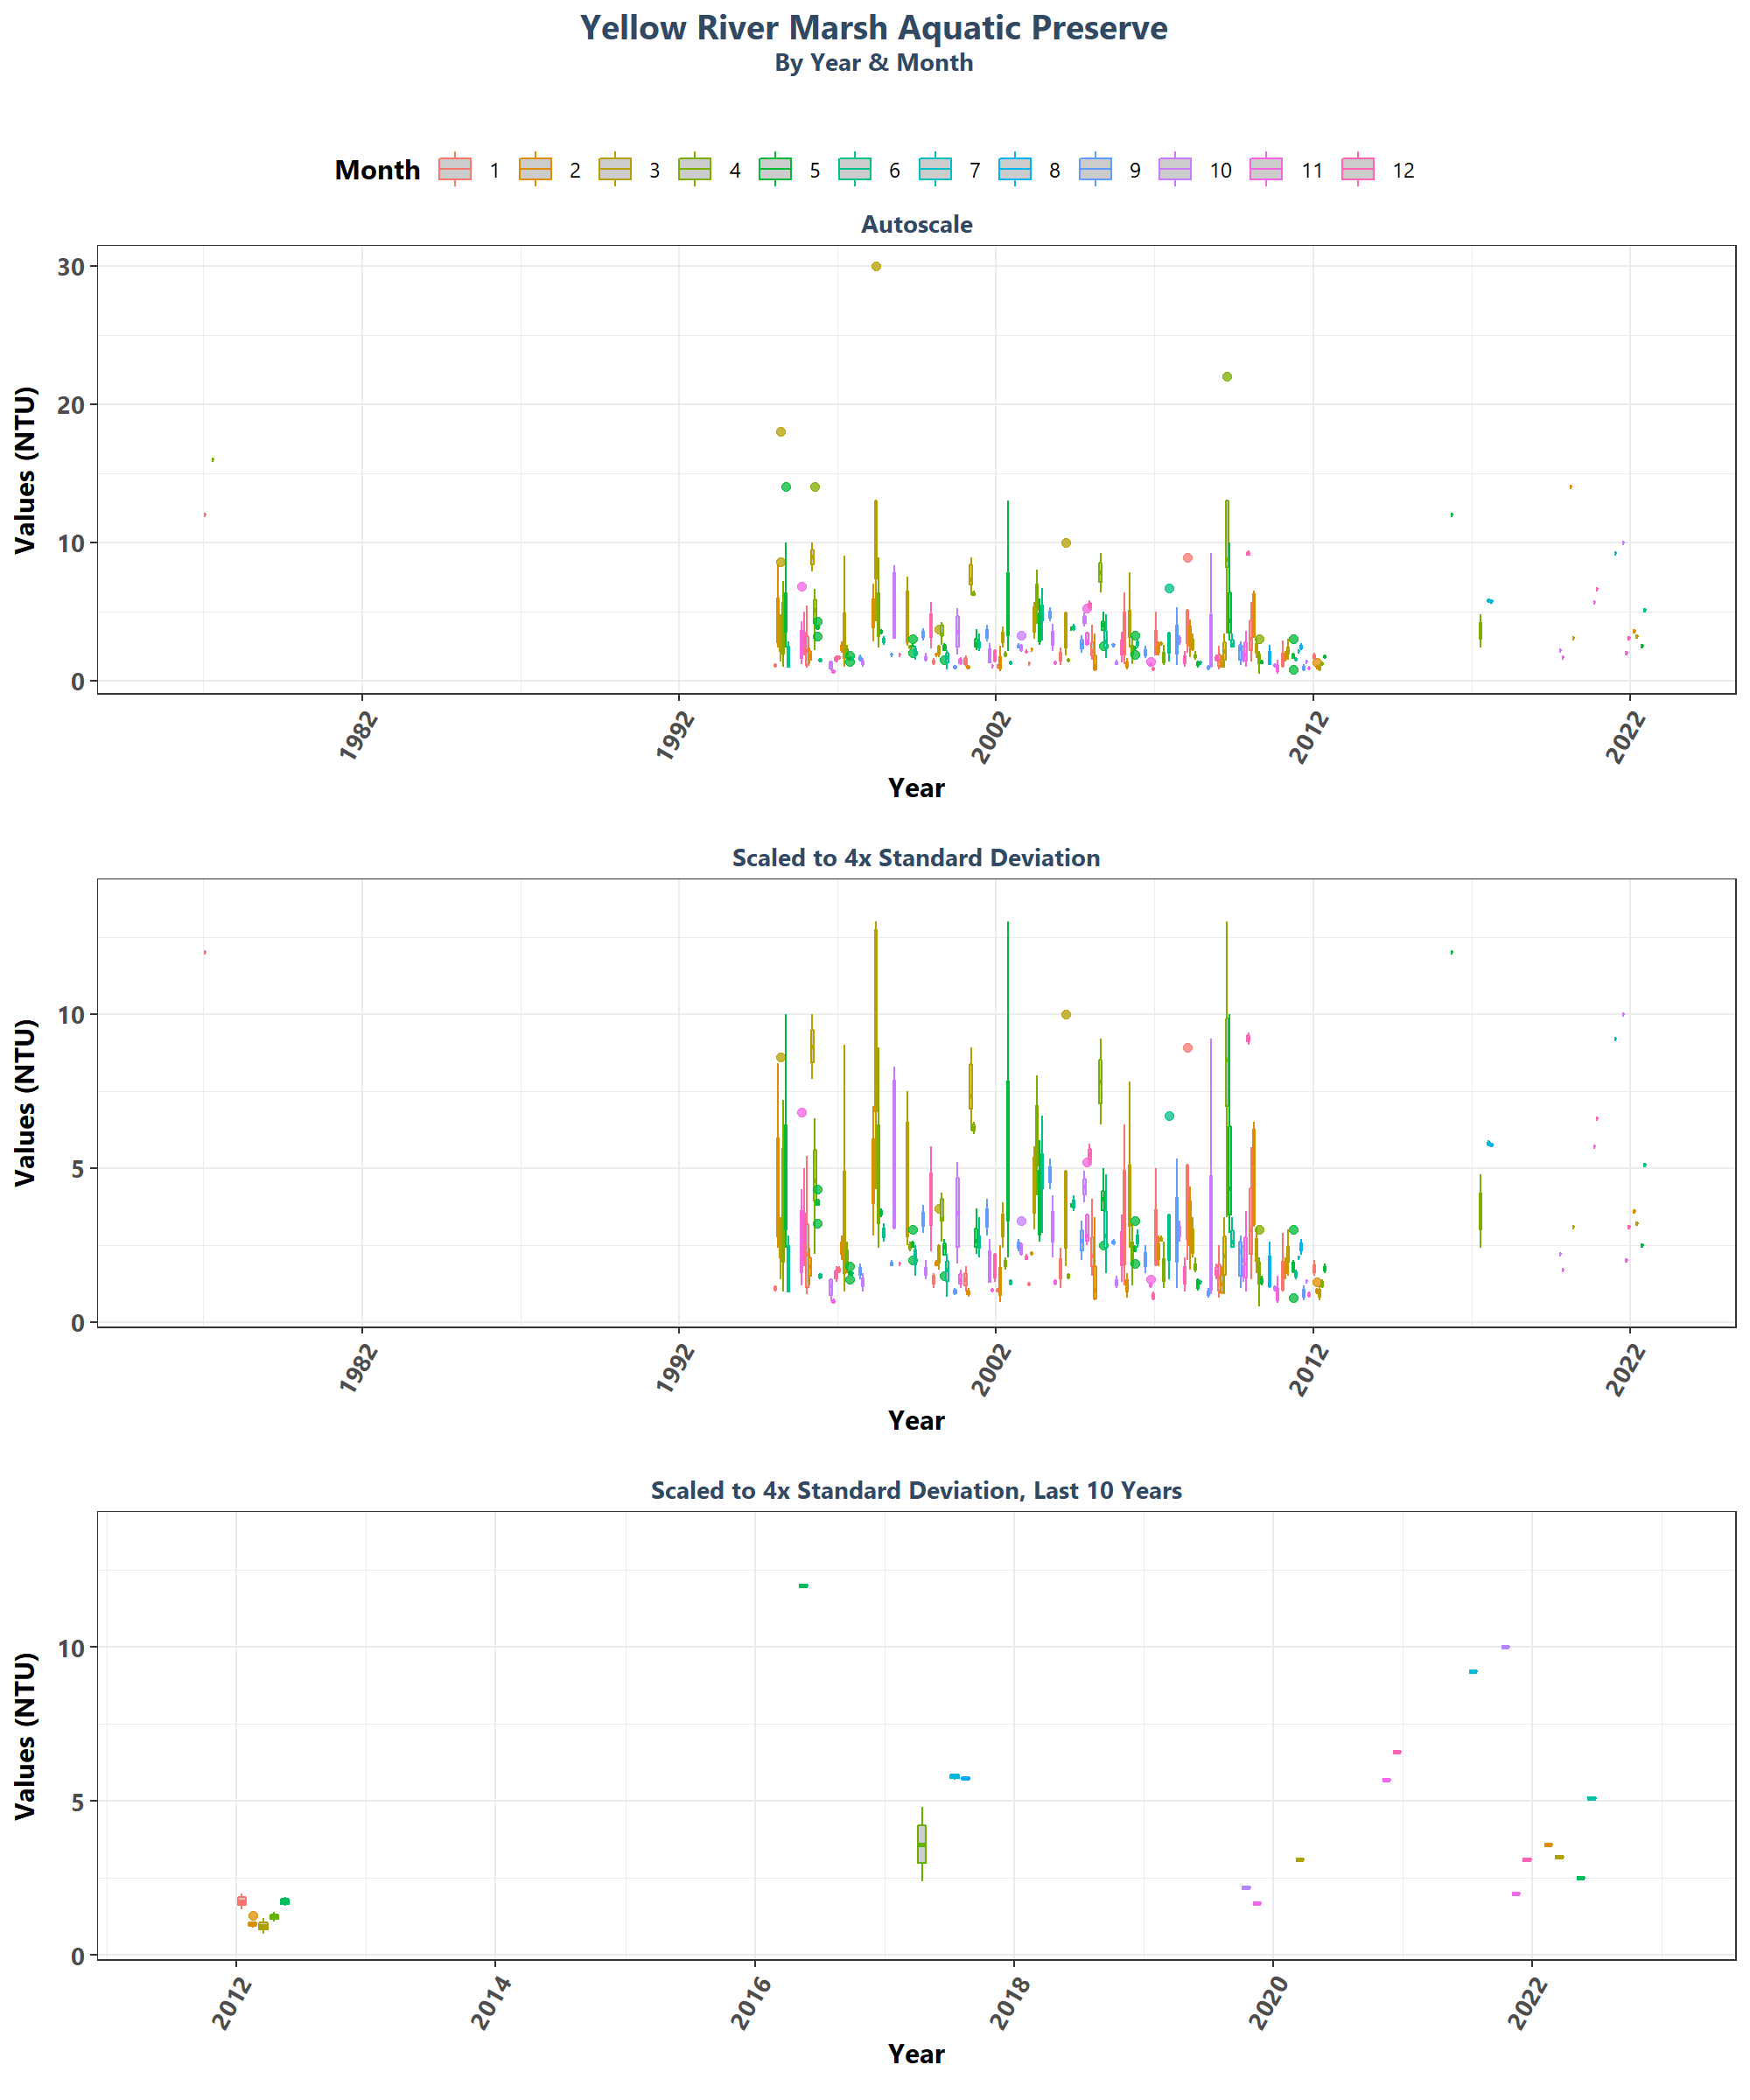 Yellow River Marsh Aquatic Preserve
By Year & Month
Month 1 2 3 4 5 6 7 8 9 10 11 12
Autoscale
Values (NTU)
30
20
10
0
1982 1992 2002 2012 2022
Year
Scaled to 4x Standard Deviation
Values (NTU)
10
5
0
1982 1992 2002 2012 2022
Year
Scaled to 4x Standard Deviation, Last 10 Years
Values (NTU)
10
5
0
2012 2014 2016 2018 2020 2022
Year